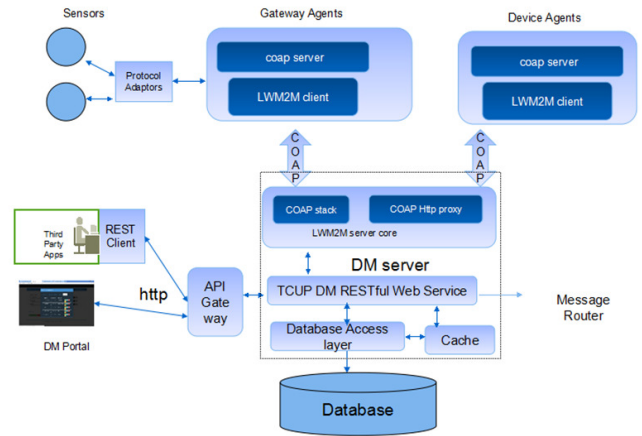 Sensors
Gateway Agents
Device Agents
coap server
LWM2M client
coap server
LWM2M client
Protocol
Adaptors
COAP
COAP
COAP stack
COAP Http proxy
LWM2M server core
Third
Party
Apps
REST
Client
DM server
http
API
Gate
way
TCUP DM RESTful Web Service
Message
Router
DM Portal
Database Access
layer
Cache
Database